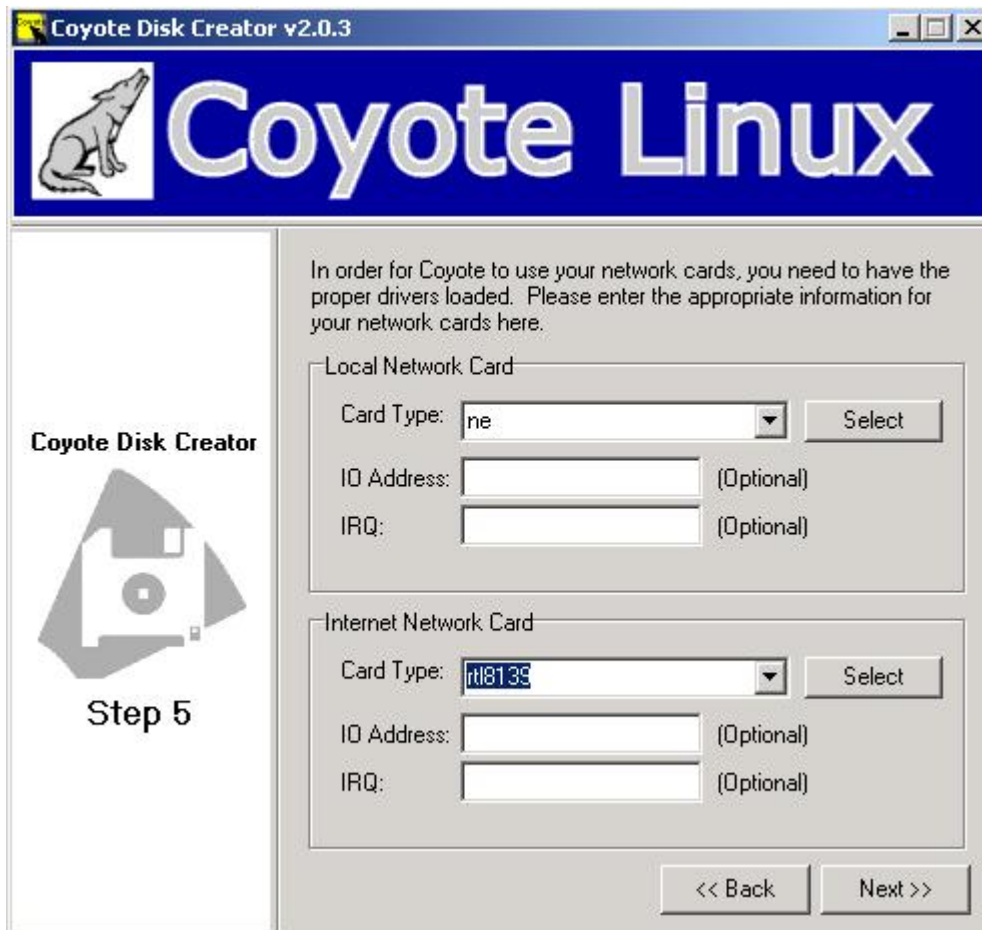 Coyote Disk Creator v2.0.3
Coyote Linux
In order for Coyote to use your network cards, you need to have the
proper drivers loaded. Please enter the appropriate information for
your network cards here.
Local Network Card
Card Type: ne Select
IO Address: (Optional)
IRQ: (Optional)
Coyote Disk Creator
Step 5
Internet Network Card
Card Type: rtl8139 Select
IO Address: (Optional)
IRQ: (Optional)
<< Back Next >>